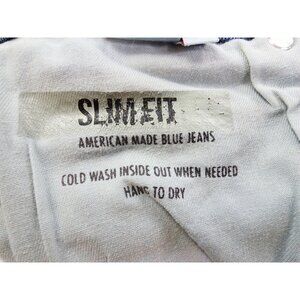 SLIM FIT
AMERICAN MADE BLUE JEANS
COLD WASH INSIDE OUT WHEN NEEDED
HANG TO DRY